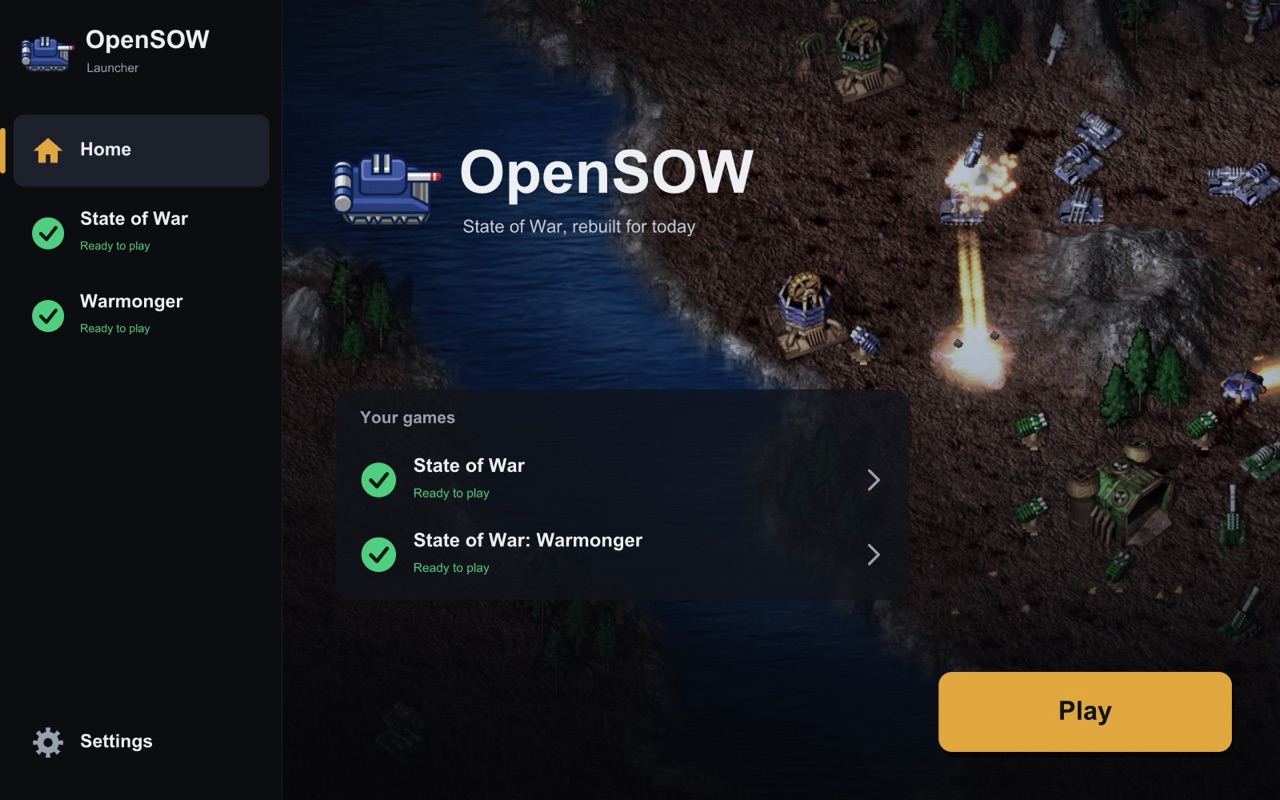 OpenSOW
Launcher
Home
State of War
Ready to play
Warmonger
Ready to play
Settings
OpenSOW
State of War, rebuilt for today
Your games
State of War
Ready to play
State of War: Warmonger
Ready to play
Play